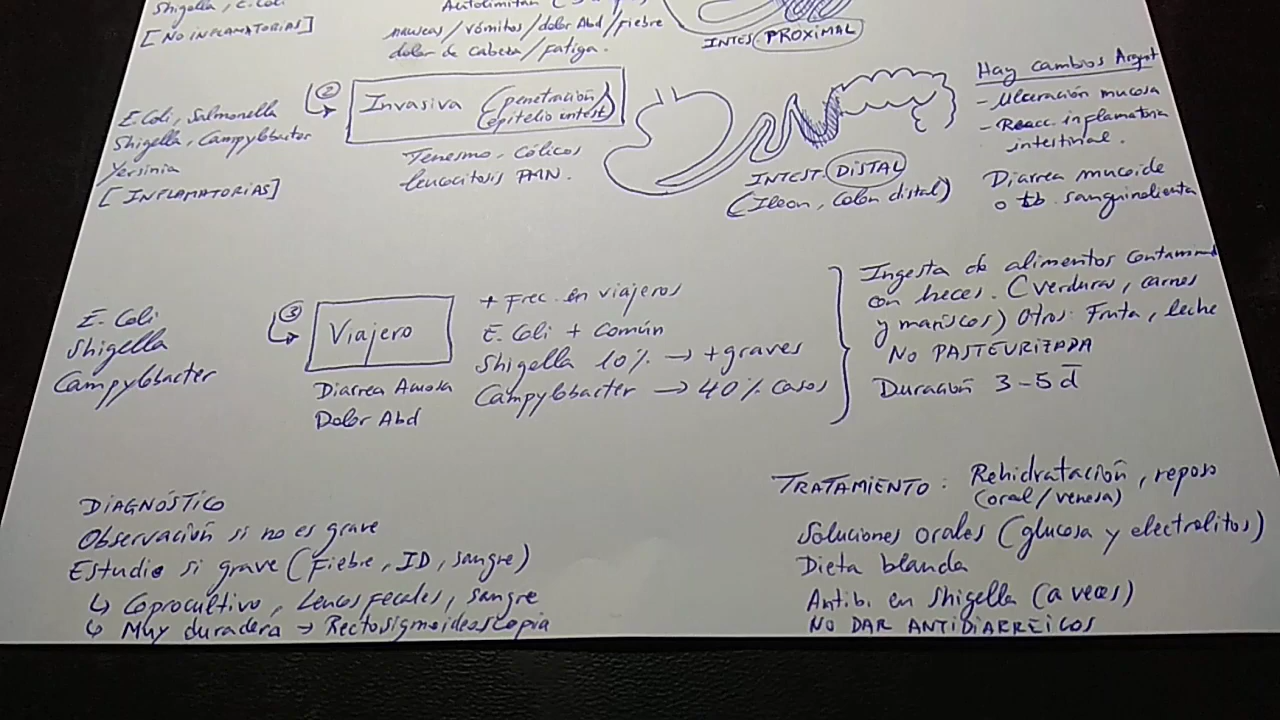 Shigella, E.Coli
[NO INFLAMATORIAS]
Autolimitan
nauseas/vómitos/dolor Abd/fiebre
dolor de cabeza/fatiga.
INTES. PROXIMAL
E.Coli, Salmonella
Shigella, Campylobacter
Yersinia
[INFLAMATORIAS]
②
Invasiva (penetración
epitelio intest)
Tenesmo, Cólicos
leucocitosis PMN.
INTEST. DISTAL
(Ileon, Colon distal)
Hay cambios
- Ulceración mucosa
- Reacc. inflamatoria
intestinal.
Diarrea mucoide
o tb. sanguinolienta
E. Coli
Shigella
Campylobacter
③
Viajero
Diarrea Acuosa
Dolor Abd
+ Frec. en viajeros
E. Coli + Común
Shigella 10% → + graves
Campylobacter → 40% Casos
Ingesta de alimentos
con heces. (verduras, carnes
y mariscos) Otros: Fruta, leche
NO PASTEURIZADA
Duración 3-5 d
DIAGNÓSTICO
Observación si no es grave
Estudio si grave (Fiebre, ID, sangre)
↳ Coprocultivo, Leucos fecales, sangre
↳ Muy duradera → Rectosigmoideoscopia
TRATAMIENTO: Rehidratación, reposo
(oral/venosa)
Soluciones orales (glucosa y electrolitos)
Dieta blanda
Antib. en Shigella (a veces)
NO DAR ANTIDIARREICOS